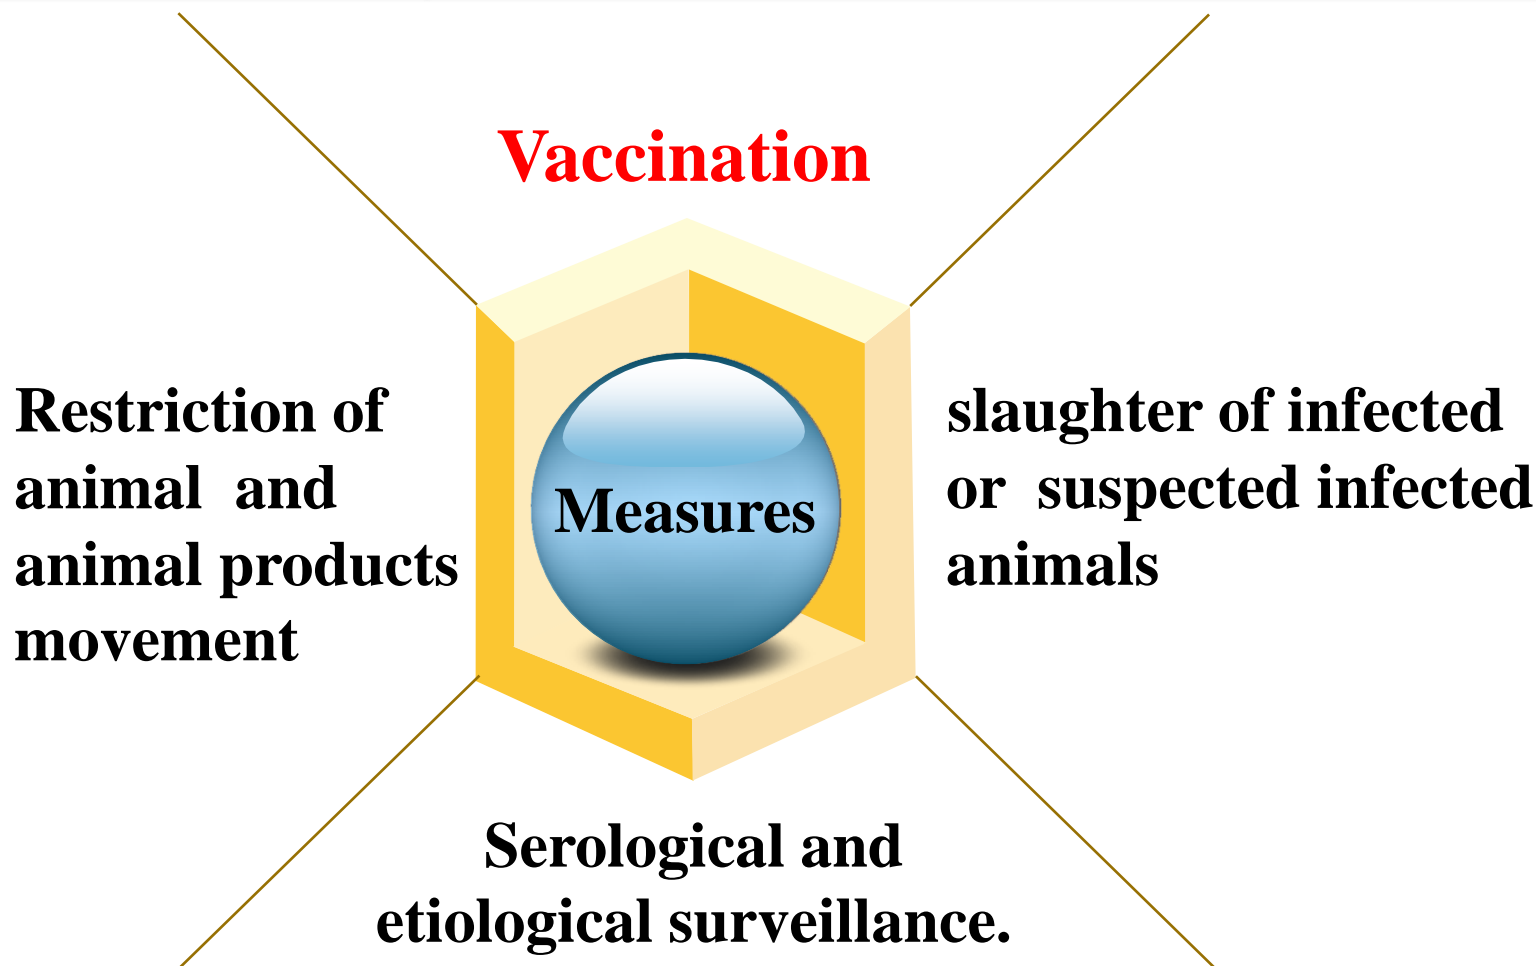 Vaccination
Restriction of
animal and
animal products
movement
Measures
slaughter of infected
or suspected infected
animals
Serological and
etiological surveillance.